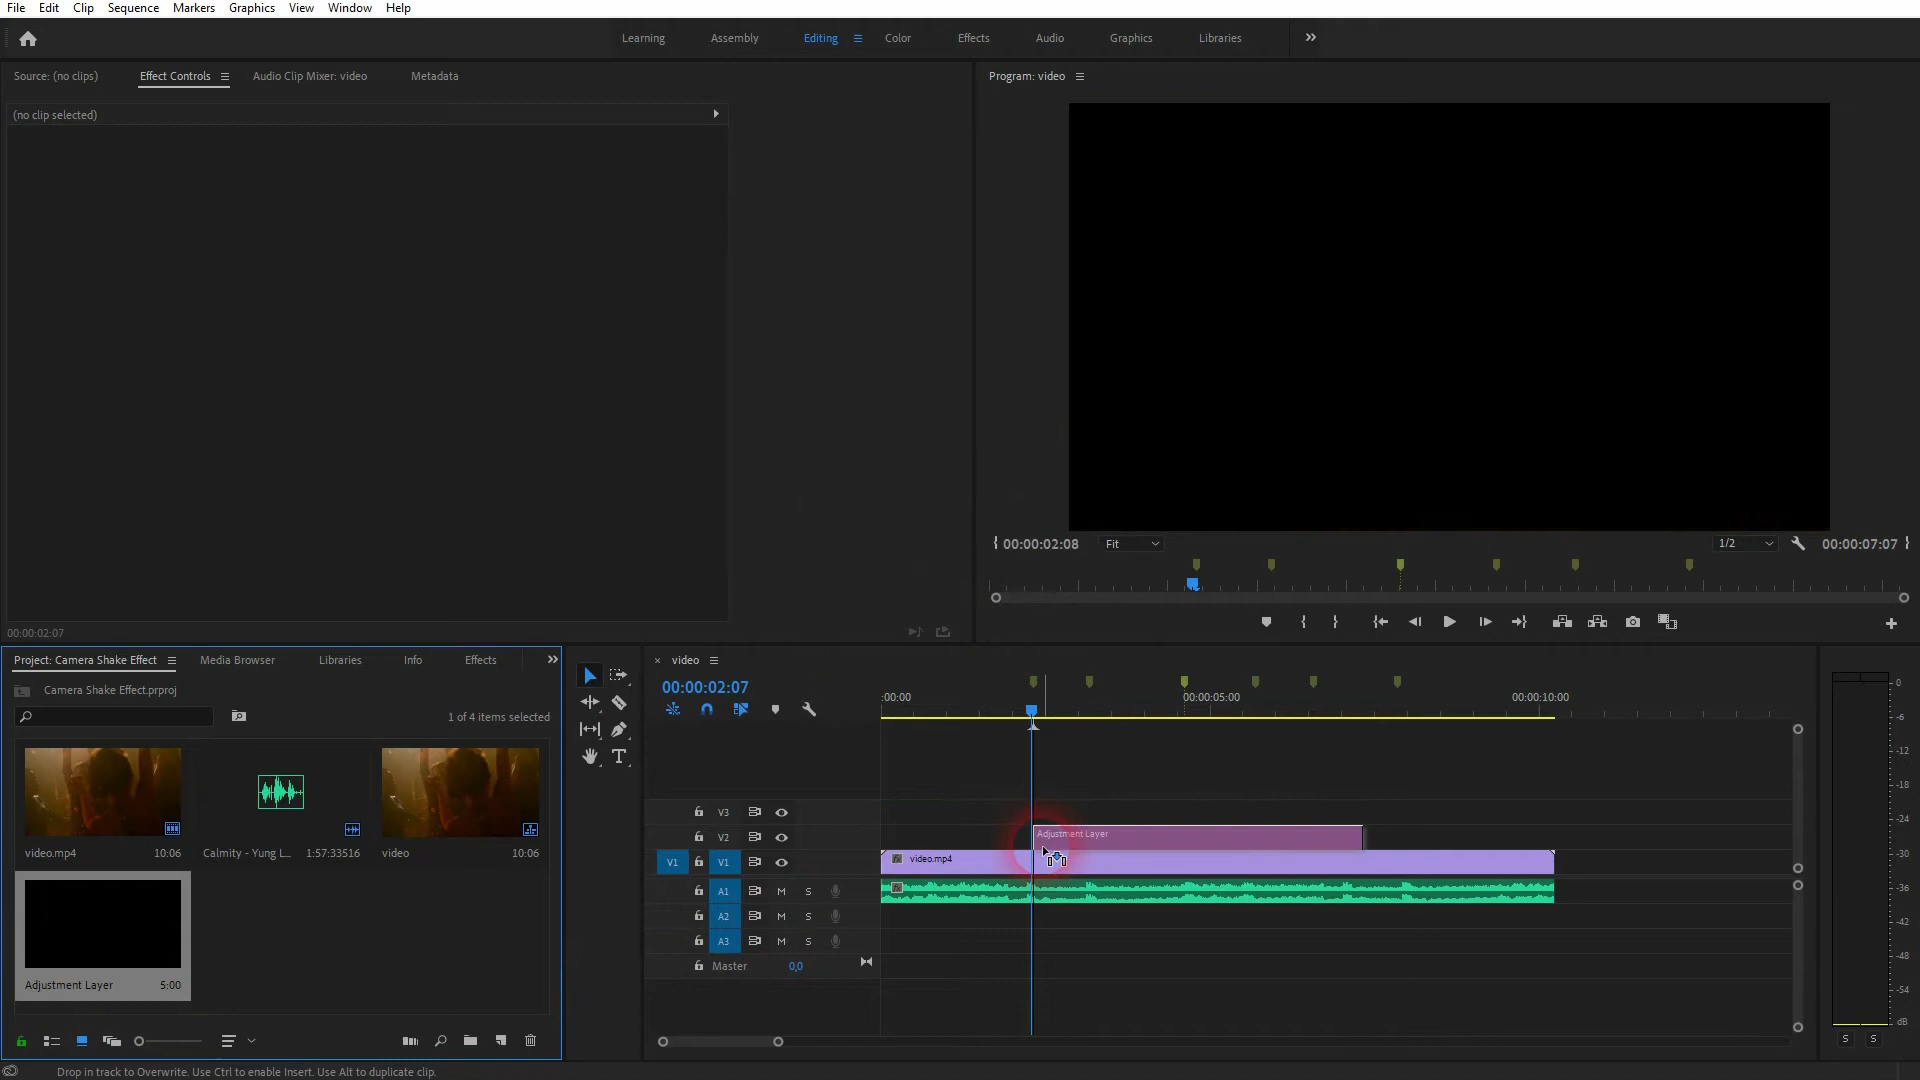 File Edit Clip Sequence Markers Graphics View Window Help
Learning Assembly Editing Color Effects Audio Graphics Libraries
Source: (no clips) Effect Controls Audio Clip Mixer: video Metadata
(no clip selected)
00:00:02:07
Program: video
00:00:02:08 Fit 1/2 00:00:07:07
Project: Camera Shake Effect Media Browser Libraries Info Effects
Camera Shake Effect.prproj
1 of 4 items selected
video.mp4 10:06
Calmity - Yung L... 1:57:33516
video 10:06
Adjustment Layer 5:00
video
00:00:02:07
:00:00 00:00:05:00 00:00:10:00
V3
V2 Adjustment Layer
V1 V1 video.mp4
A1 M S
A2 M S
A3 M S
Master 0,0
0
-6
-12
-18
-24
-30
-36
-42
-48
-54
dB
S S
Drop in track to Overwrite. Use Ctrl to enable Insert. Use Alt to duplicate clip.